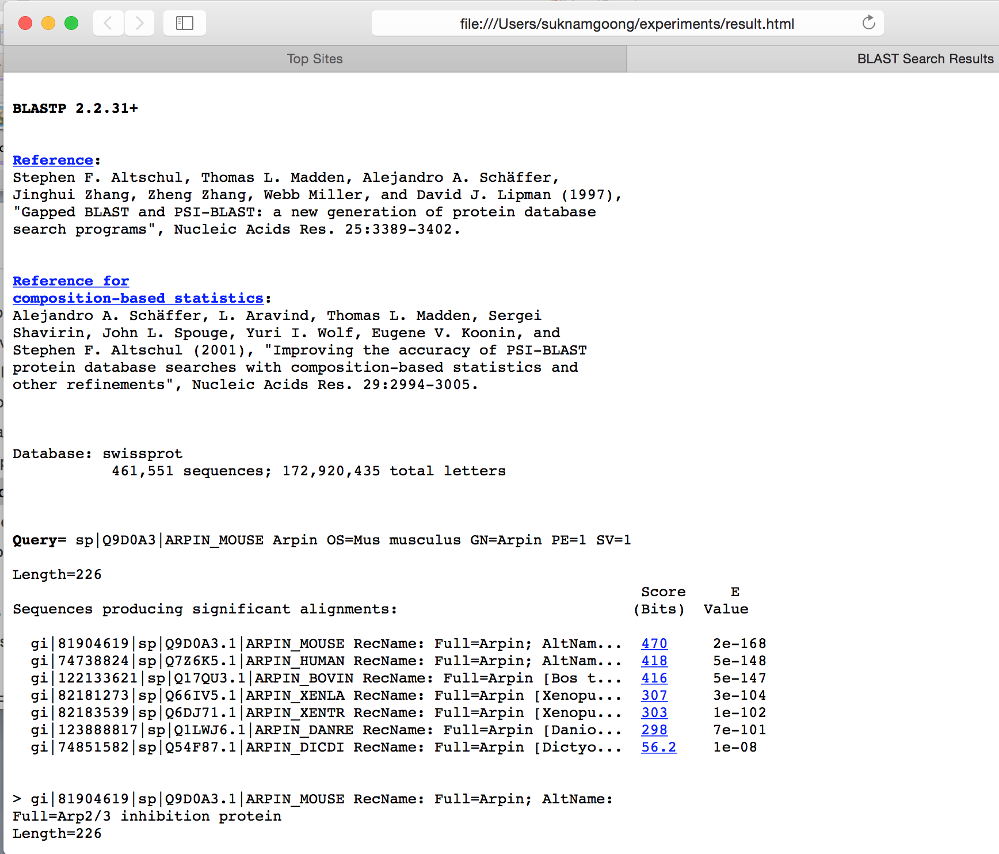 file:///Users/suknamgoong/experiments/result.html
Top Sites
BLAST Search Results
BLASTP 2.2.31+
Reference:
Stephen F. Altschul, Thomas L. Madden, Alejandro A. Schäffer,
Jinghui Zhang, Zheng Zhang, Webb Miller, and David J. Lipman (1997),
"Gapped BLAST and PSI-BLAST: a new generation of protein database
search programs", Nucleic Acids Res. 25:3389-3402.
Reference for
composition-based statistics:
Alejandro A. Schäffer, L. Aravind, Thomas L. Madden, Sergei
Shavirin, John L. Spouge, Yuri I. Wolf, Eugene V. Koonin, and
Stephen F. Altschul (2001), "Improving the accuracy of PSI-BLAST
protein database searches with composition-based statistics and
other refinements", Nucleic Acids Res. 29:2994-3005.
Database: swissprot
461,551 sequences; 172,920,435 total letters
Query= sp|Q9D0A3|ARPIN_MOUSE Arpin OS=Mus musculus GN=Arpin PE=1 SV=1
Length=226
Score E
Sequences producing significant alignments: (Bits) Value
gi|81904619|sp|Q9D0A3.1|ARPIN_MOUSE RecName: Full=Arpin; AltNam... 470 2e-168
gi|74738824|sp|Q7Z6K5.1|ARPIN_HUMAN RecName: Full=Arpin; AltNam... 418 5e-148
gi|122133621|sp|Q17QU3.1|ARPIN_BOVIN RecName: Full=Arpin [Bos t... 416 5e-147
gi|82181273|sp|Q66IV5.1|ARPIN_XENLA RecName: Full=Arpin [Xenopu... 307 3e-104
gi|82183539|sp|Q6DJ71.1|ARPIN_XENTR RecName: Full=Arpin [Xenopu... 303 1e-102
gi|123888817|sp|Q1LWJ6.1|ARPIN_DANRE RecName: Full=Arpin [Danio... 298 7e-101
gi|74851582|sp|Q54F87.1|ARPIN_DICDI RecName: Full=Arpin [Dictyo... 56.2 1e-08
> gi|81904619|sp|Q9D0A3.1|ARPIN_MOUSE RecName: Full=Arpin; AltName:
Full=Arp2/3 inhibition protein
Length=226